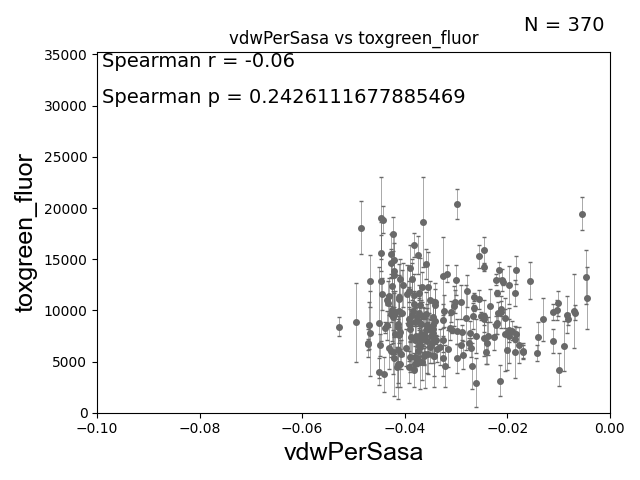 N = 370
vdwPerSasa vs toxgreen_fluor
Spearman r = -0.06
Spearman p = 0.2426111677885469
35000
30000
25000
20000
15000
10000
5000
0
toxgreen_fluor
−0.10 −0.08 −0.06 −0.04 −0.02 0.00
vdwPerSasa